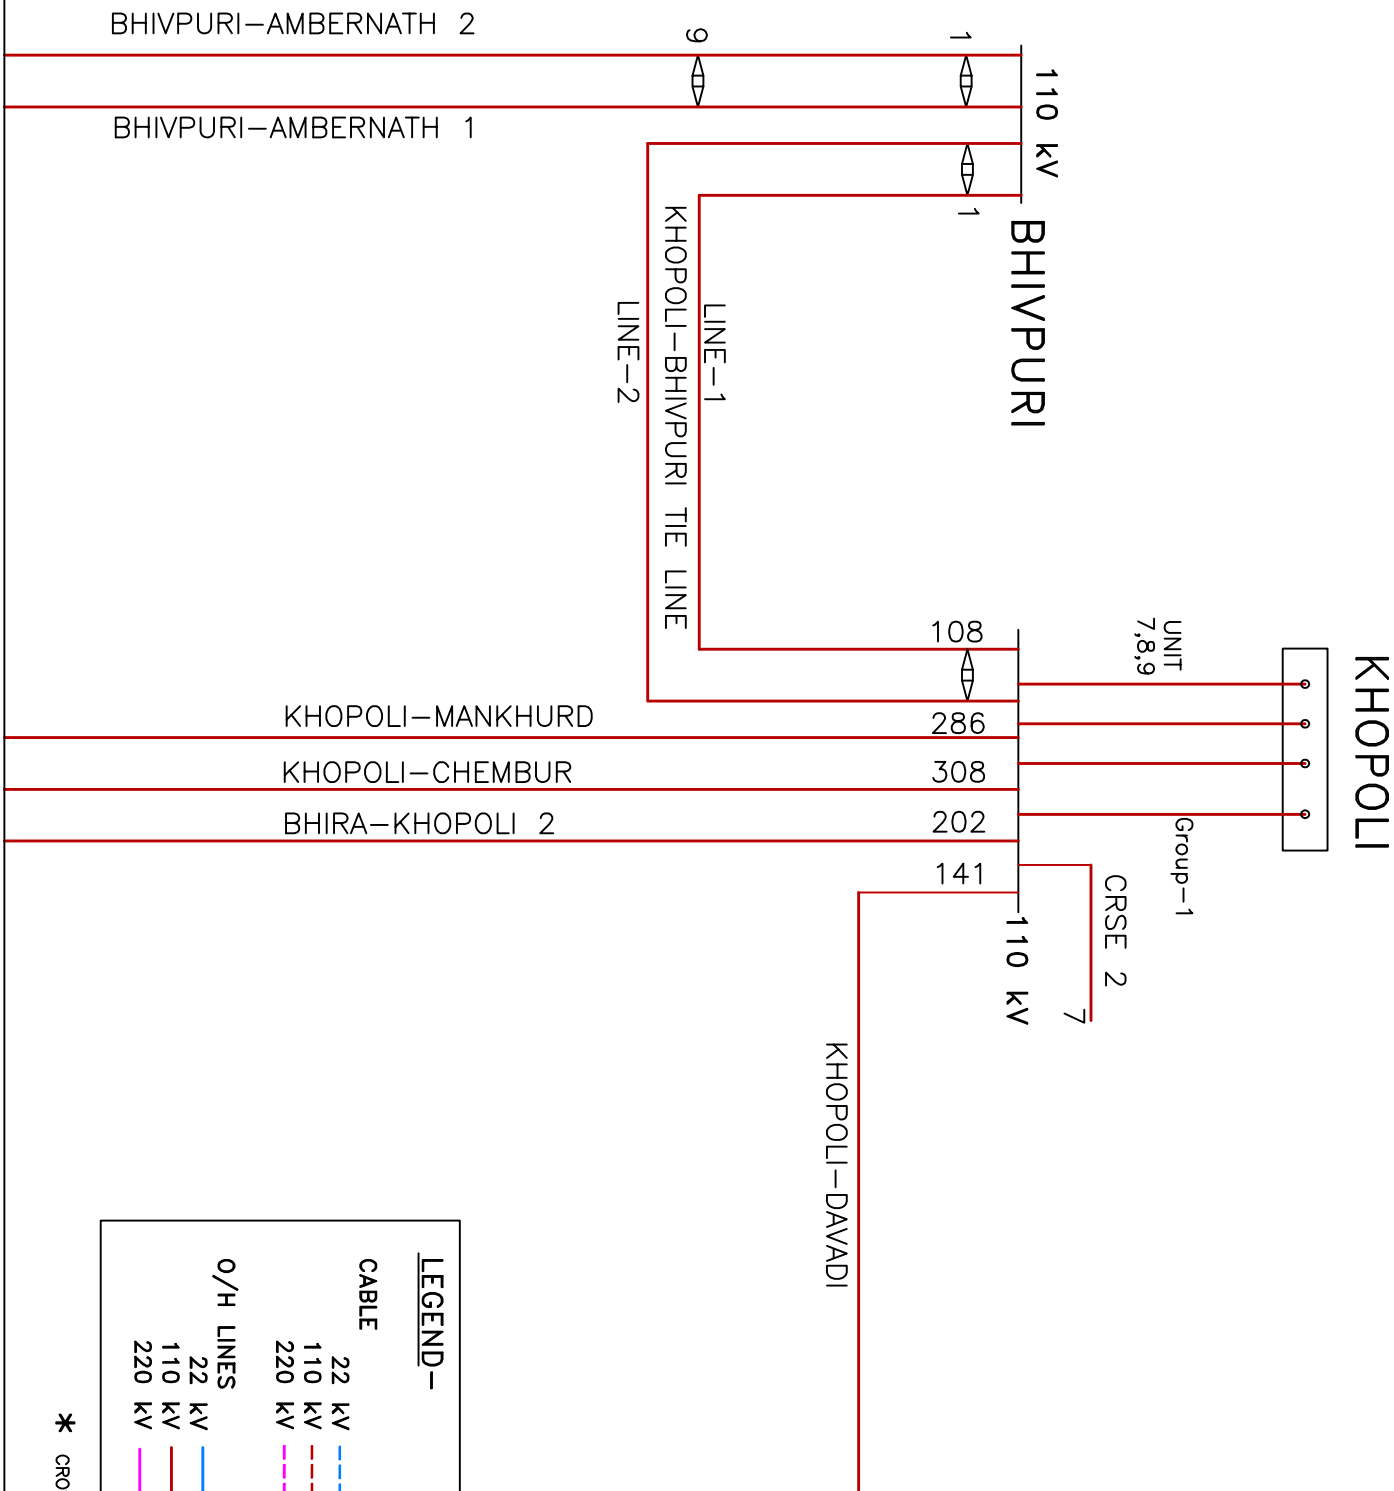 BHIVPURI-AMBERNATH 2
9
1
110 kV
BHIVPURI-AMBERNATH 1
1
BHIVPURI
LINE-1
KHOPOLI-BHIVPURI TIE LINE
LINE-2
KHOPOLI
UNIT
7,8,9
108
KHOPOLI-MANKHURD
286
KHOPOLI-CHEMBUR
308
BHIRA-KHOPOLI 2
202
Group-1
141
CRSE 2
7
110 kV
KHOPOLI-DAVADI
LEGEND-
CABLE
22 kV
110 kV
220 kV
O/H LINES
22 kV
110 kV
220 kV
* CRO